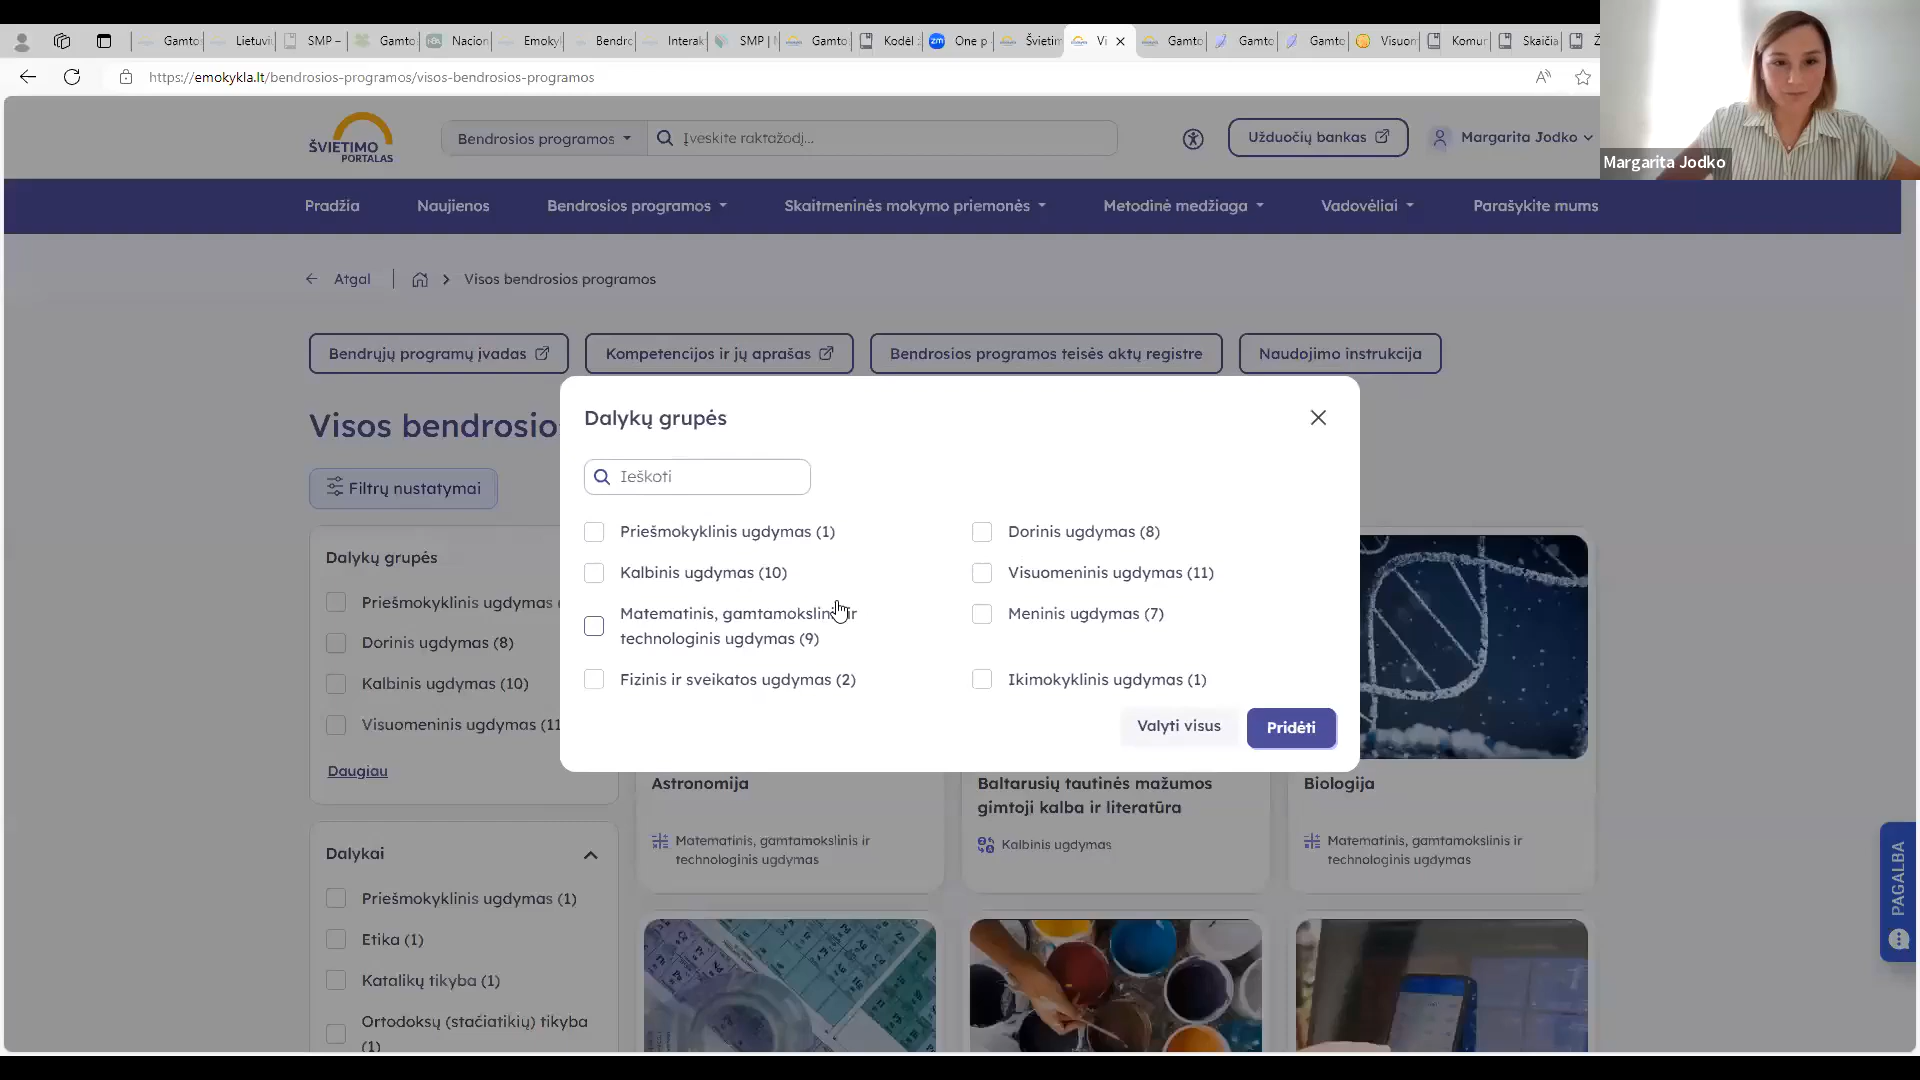 Gamto
Lietuvi
SMP –
Gamto
Nacion
Emoky
Bendro
Interak
SMP |
Gamto
Kodėl
One p
Švietim
Vi
Gamto
Gamto
Gamto
Visuom
Komur
Skaičia
https://emokykla.lt/bendrosios-programos/visos-bendrosios-programos
Margarita Jodko
ŠVIETIMO
PORTALAS
Bendrosios programos
Įveskite raktažodį...
Užduočių bankas
Margarita Jodko
Pradžia
Naujienos
Bendrosios programos
Skaitmeninės mokymo priemonės
Metodinė medžiaga
Vadovėliai
Parašykite mums
Atgal
Visos bendrosios programos
Bendrųjų programų įvadas
Kompetencijos ir jų aprašas
Bendrosios programos teisės aktų registre
Naudojimo instrukcija
Visos bendrosio
Filtrų nustatymai
Dalykų grupės
Priešmokyklinis ugdymas (
Dorinis ugdymas (8)
Kalbinis ugdymas (10)
Visuomeninis ugdymas (11
Daugiau
Dalykai
Priešmokyklinis ugdymas (1)
Etika (1)
Katalikų tikyba (1)
Ortodoksų (stačiatikių) tikyba
(1)
Dalykų grupės
Ieškoti
Priešmokyklinis ugdymas (1)
Dorinis ugdymas (8)
Kalbinis ugdymas (10)
Visuomeninis ugdymas (11)
Matematinis, gamtamokslinis ir
technologinis ugdymas (9)
Meninis ugdymas (7)
Fizinis ir sveikatos ugdymas (2)
Ikimokyklinis ugdymas (1)
Valyti visus
Pridėti
Astronomija
Matematinis, gamtamokslinis ir
technologinis ugdymas
Baltarusių tautinės mažumos
gimtoji kalba ir literatūra
Kalbinis ugdymas
Biologija
Matematinis, gamtamokslinis ir
technologinis ugdymas
PAGALBA